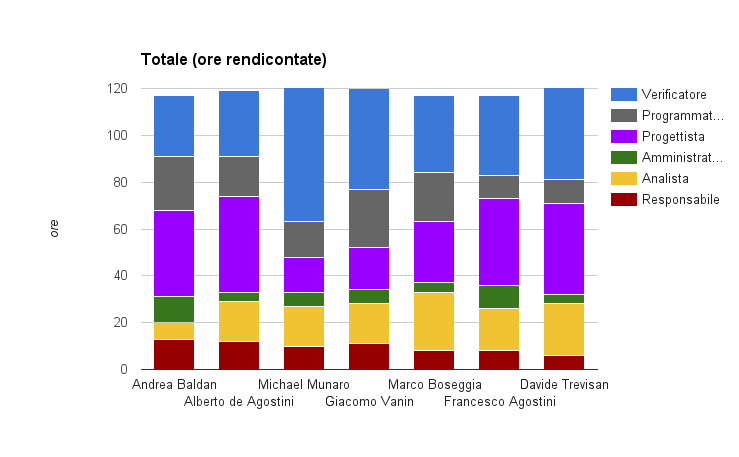 Totale (ore rendicontate)
120
100
80
60
40
20
0
ore
Verificatore
Programmat...
Progettista
Amministrat...
Analista
Responsabile
Andrea Baldan
Michael Munaro
Marco Boseggia
Davide Trevisan
Alberto de Agostini
Giacomo Vanin
Francesco Agostini